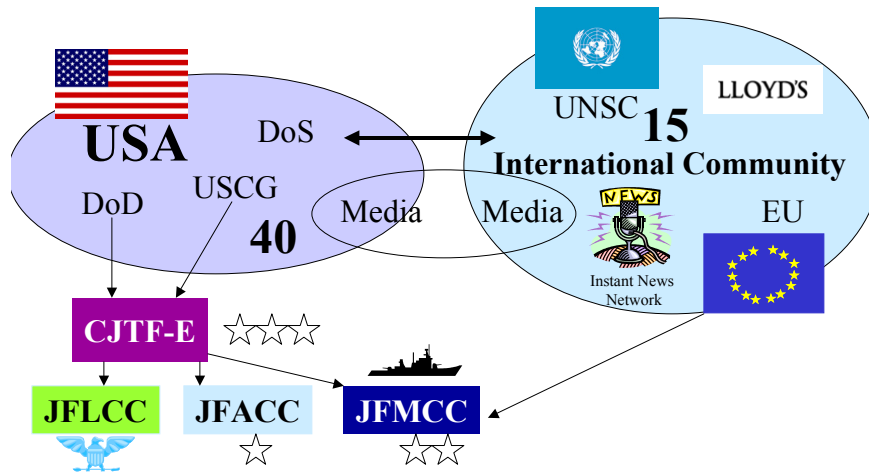 USA
DoS
DoD
USCG
40
Media
UNSC
15
LLOYD'S
International Community
Media
NEWS
EU
Instant News
Network
CJTF-E
JFLCC
JFACC
JFMCC